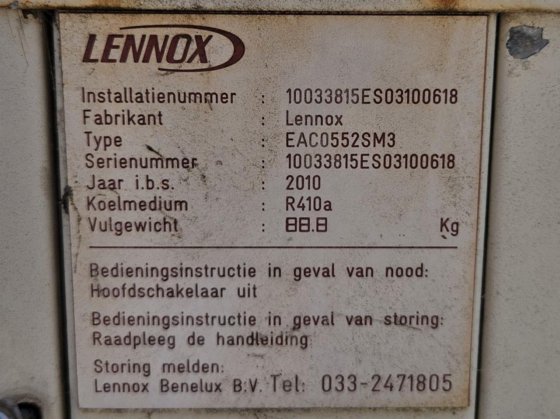 LENNOX
Installatienummer : 10033815ES03100618
Fabrikant : Lennox
Type : EAC0552SM3
Serienummer : 10033815ES03100618
Jaar i.b.s. : 2010
Koelmedium : R410a
Vulgewicht : 88.8 Kg
Bedieningsinstructie in geval van nood:
Hoofdschakelaar uit
Bedieningsinstructie in geval van storing:
Raadpleeg de handleiding
Storing melden:
Lennox Benelux B.V. Tel: 033-2471805